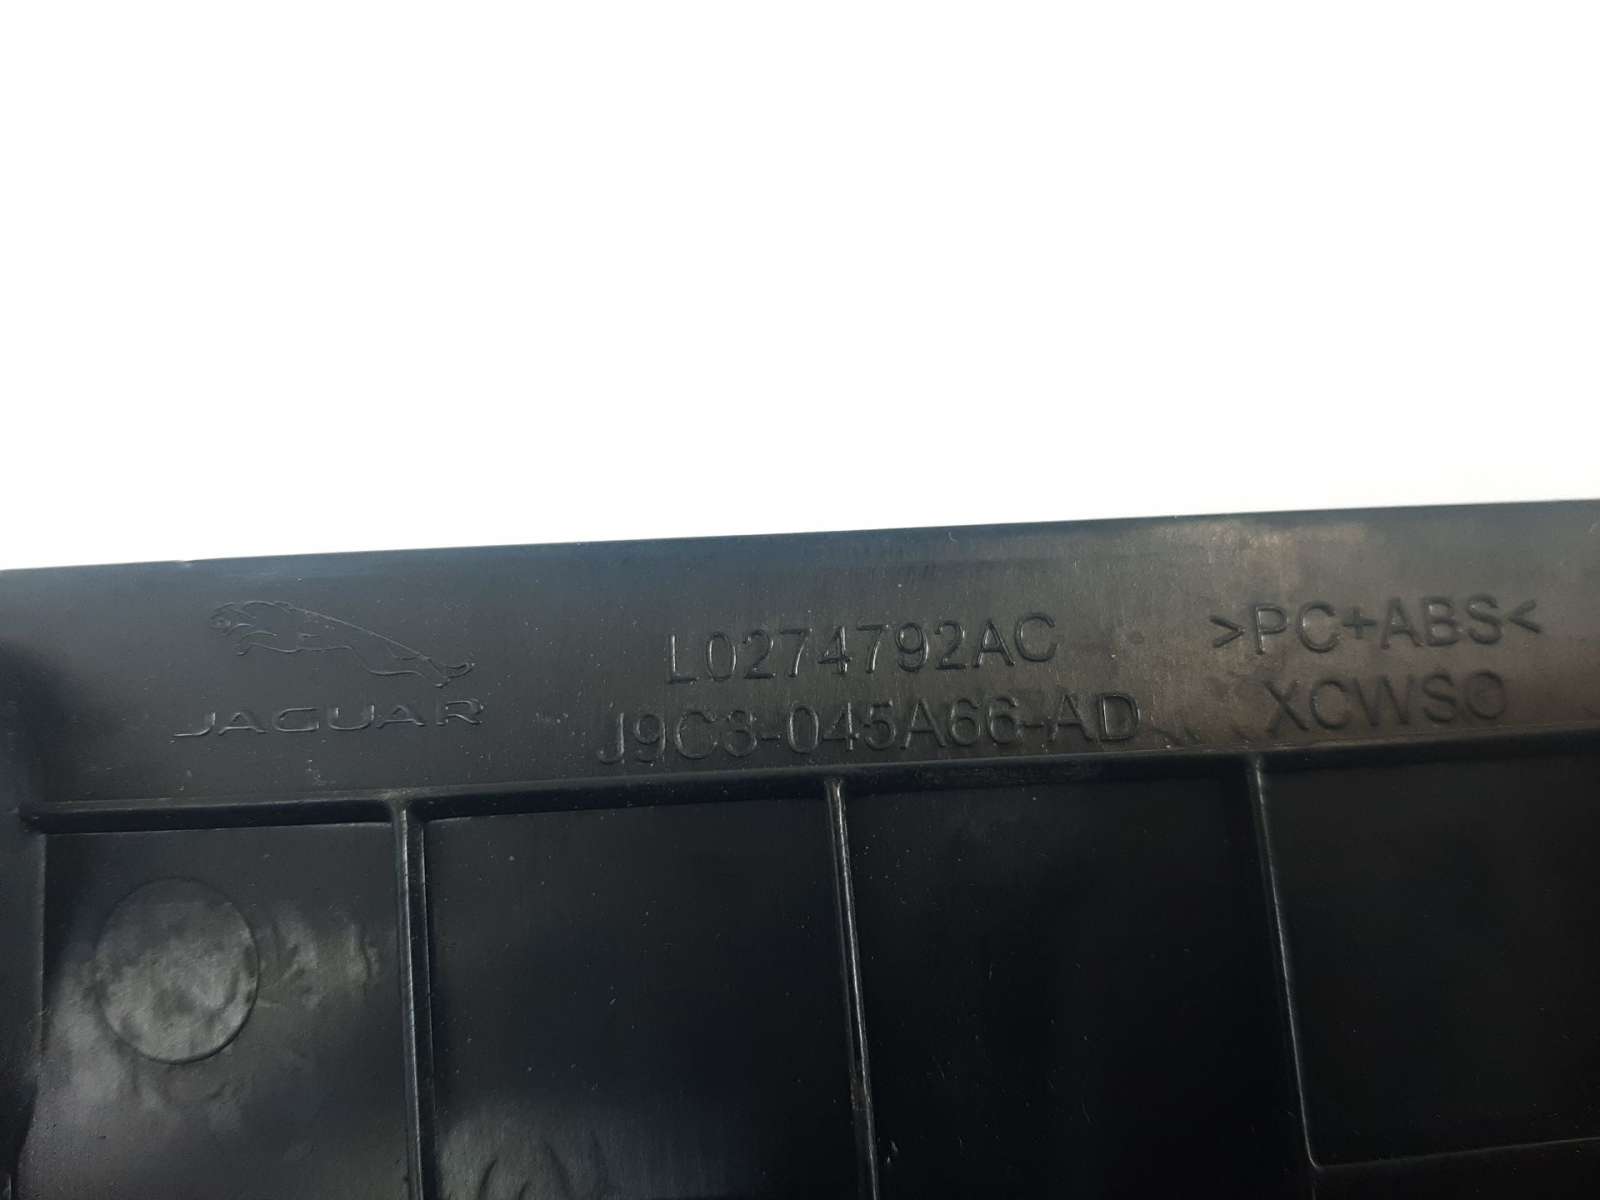 JAGUAR
L0274792AC
J9C3-045A66-AD
>PC+ABS<
XCWSO